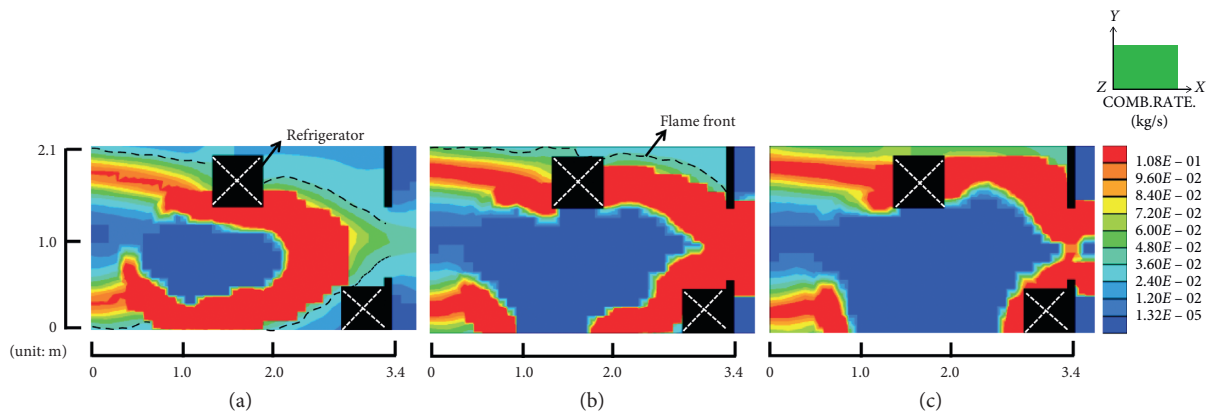 Y
Z
X
COMB.RATE.
(kg/s)
Refrigerator
Flame front
2.1
1.0
0
(unit: m)
1.08E – 01
9.60E – 02
8.40E – 02
7.20E – 02
6.00E – 02
4.80E – 02
3.60E – 02
2.40E – 02
1.20E – 02
1.32E – 05
0 1.0 2.0 3.4
0 1.0 2.0 3.4
0 1.0 2.0 3.4
(a)
(b)
(c)